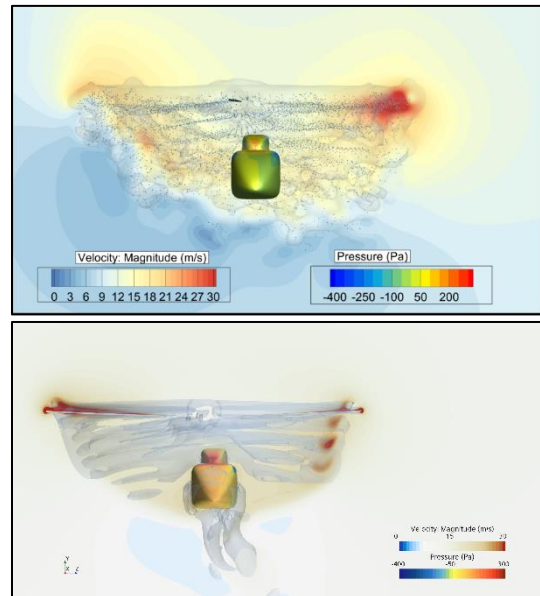 Velocity: Magnitude (m/s)
0 3 6 9 12 15 18 21 24 27 30
Pressure (Pa)
-400 -250 -100 50 200
Velocity: Magnitude (m/s)
0 15 30
Pressure (Pa)
-400 -50 300
Y
X Z